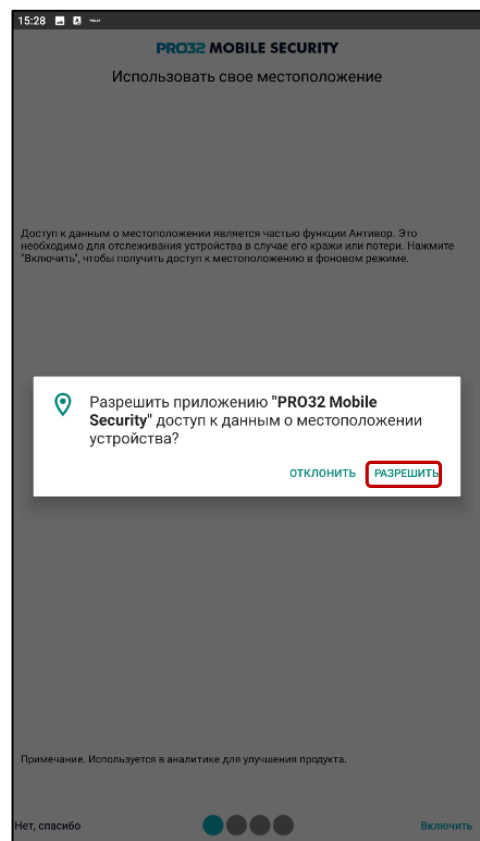 15:28
PRO32 MOBILE SECURITY
Использовать свое местоположение
Доступ к данным о местоположении является частью функции Антивор. Это
необходимо для отслеживания устройства в случае его кражи или потери. Нажмите
"Включить", чтобы получить доступ к местоположению в фоновом режиме.
Разрешить приложению "PRO32 Mobile
Security" доступ к данным о местоположении
устройства?
ОТКЛОНИТЬ РАЗРЕШИТЬ
Примечание. Используется в аналитике для улучшения продукта.
Нет, спасибо Включить